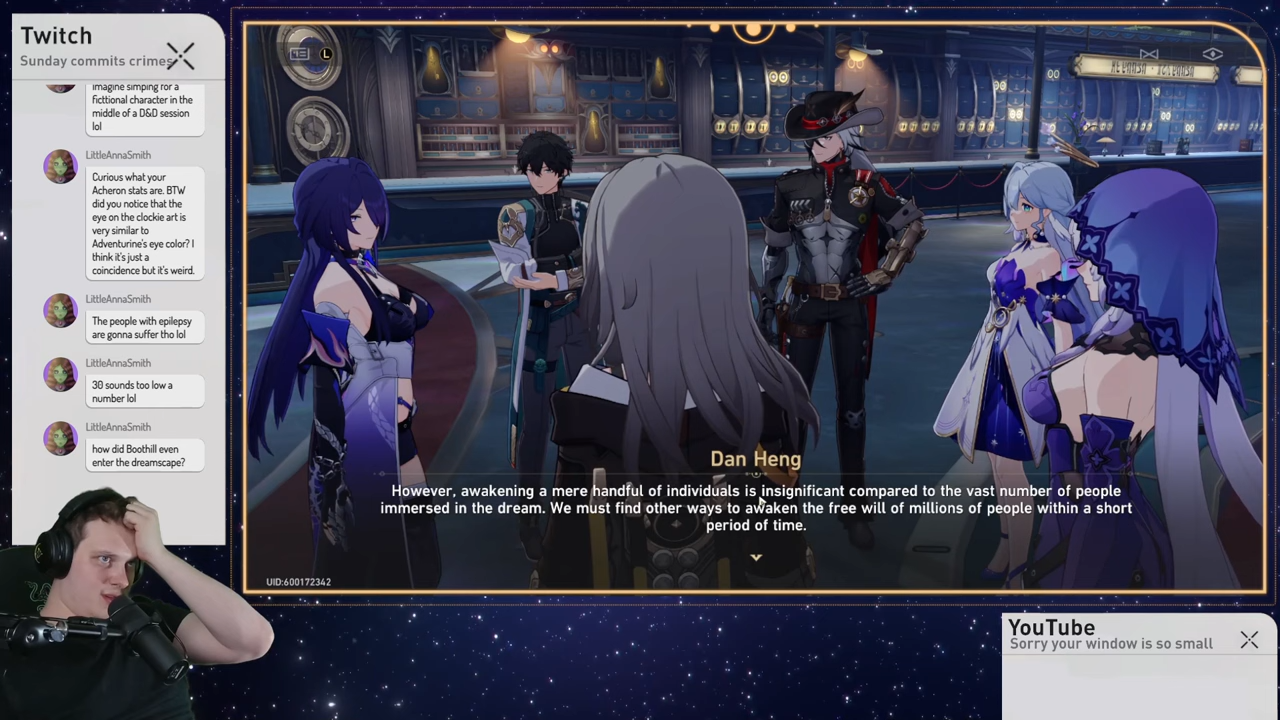 Twitch
Sunday commits crimes
imagine simping for a
fictional character in the
middle of a D&D session
lol
LittleAnnaSmith
Curious what your
Acheron stats are. BTW
did you notice that the
eye on the clockie art is
very similar to
Adventurine's eye color? I
think it's just a
coincidence but it's weird.
LittleAnnaSmith
The people with epilepsy
are gonna suffer tho lol
LittleAnnaSmith
30 sounds too low a
number lol
LittleAnnaSmith
how did Boothill even
enter the dreamscape?
L
Dan Heng
However, awakening a mere handful of individuals is insignificant compared to the vast number of people
immersed in the dream. We must find other ways to awaken the free will of millions of people within a short
period of time.
UID:600172342
YouTube
Sorry your window is so small